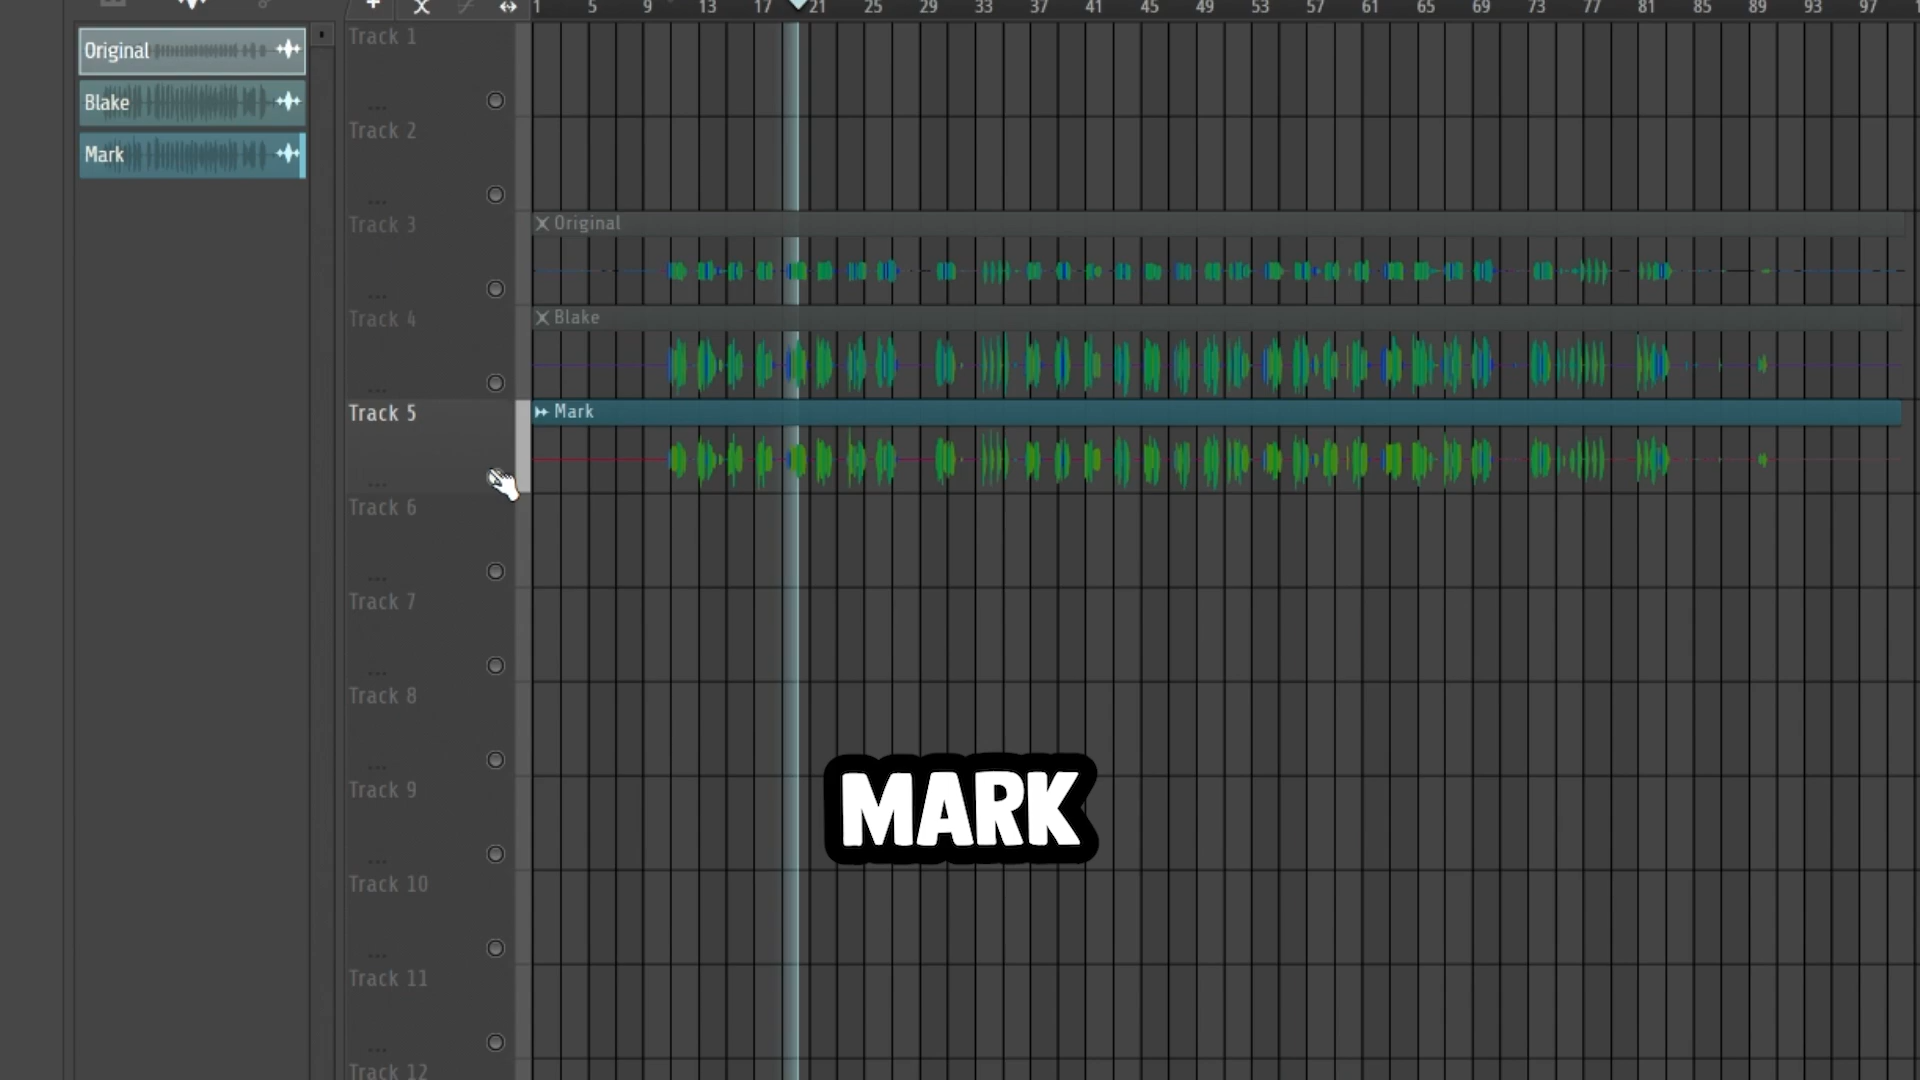 1 5 9 13 17 21 25 29 33 37 41 45 49 53 57 61 65 69 73 77 81 85 89 93 97
Original
Blake
Mark
Track 1
Track 2
Track 3
Original
Track 4
Blake
Track 5
Mark
Track 6
Track 7
Track 8
MARK
Track 9
Track 10
Track 11
Track 12